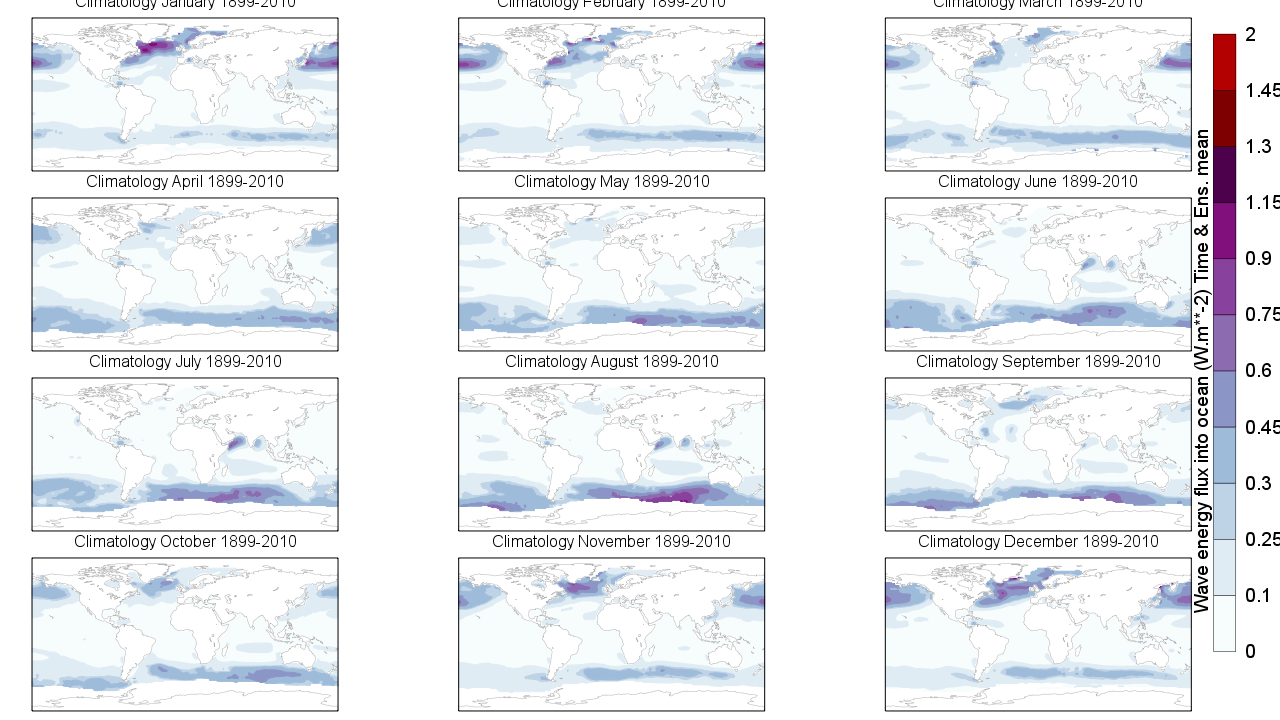 Climatology January 1899-2010
Climatology February 1899-2010
Climatology March 1899-2010
Climatology April 1899-2010
Climatology May 1899-2010
Climatology June 1899-2010
Climatology July 1899-2010
Climatology August 1899-2010
Climatology September 1899-2010
Climatology October 1899-2010
Climatology November 1899-2010
Climatology December 1899-2010
2
1.45
1.3
1.15
0.9
0.75
0.6
0.45
0.3
0.25
0.1
0
Wave energy flux into ocean (W.m**-2) Time & Ens. mean